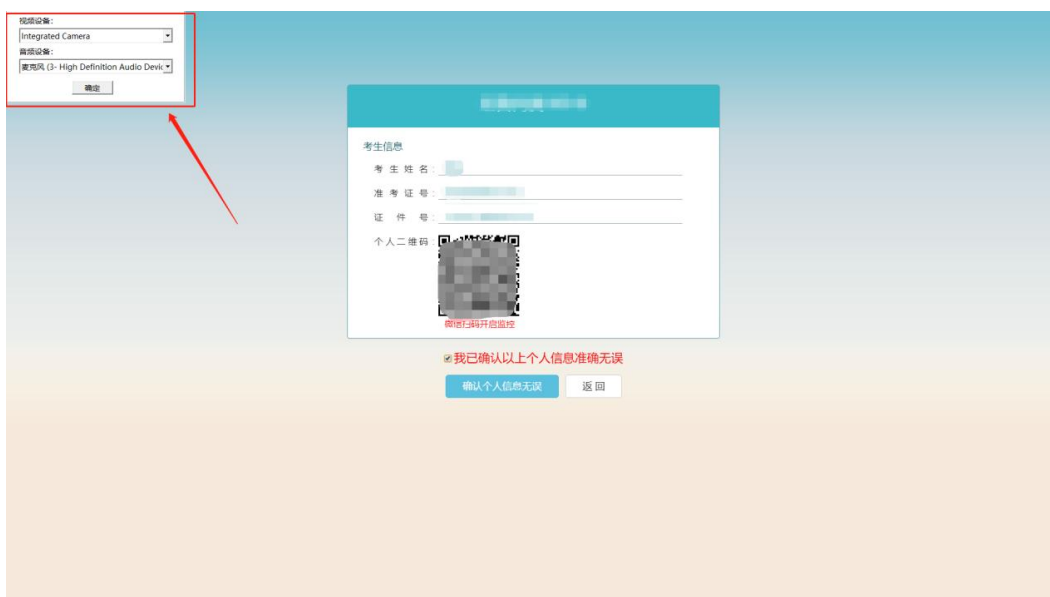 视频设备:
Integrated Camera
音频设备:
麦克风 (3- High Definition Audio Devic
确定
考生信息
考生姓名:
准考证号:
证件号:
个人二维码:
微信扫码开启监控
我已确认以上个人信息准确无误
确认个人信息无误
返回